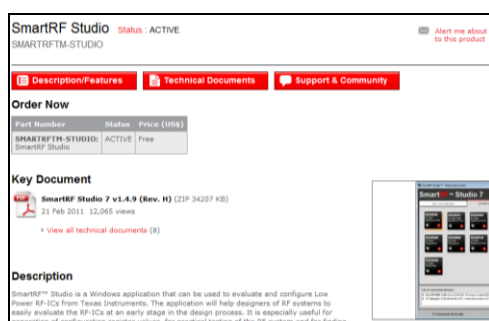 SmartRF Studio Status : ACTIVE
SMARTRFTM-STUDIO
Alert me about
to this product
Description/Features
Technical Documents
Support & Community
Order Now
Part Number Status Price (US$)
SMARTRFTM-STUDIO: ACTIVE Free
SmartRF Studio
Key Document
SmartRF Studio 7 v1.4.9 (Rev. H) (ZIP 34207 KB)
21 Feb 2011 12,065 views
View all technical documents (8)
SmartRF™ Studio 7
Description
SmartRF™ Studio is a Windows application that can be used to evaluate and configure Low
Power RF-ICs from Texas Instruments. The application will help designers of RF systems to
easily evaluate the RF-ICs at an early stage in the design process. It is especially useful for